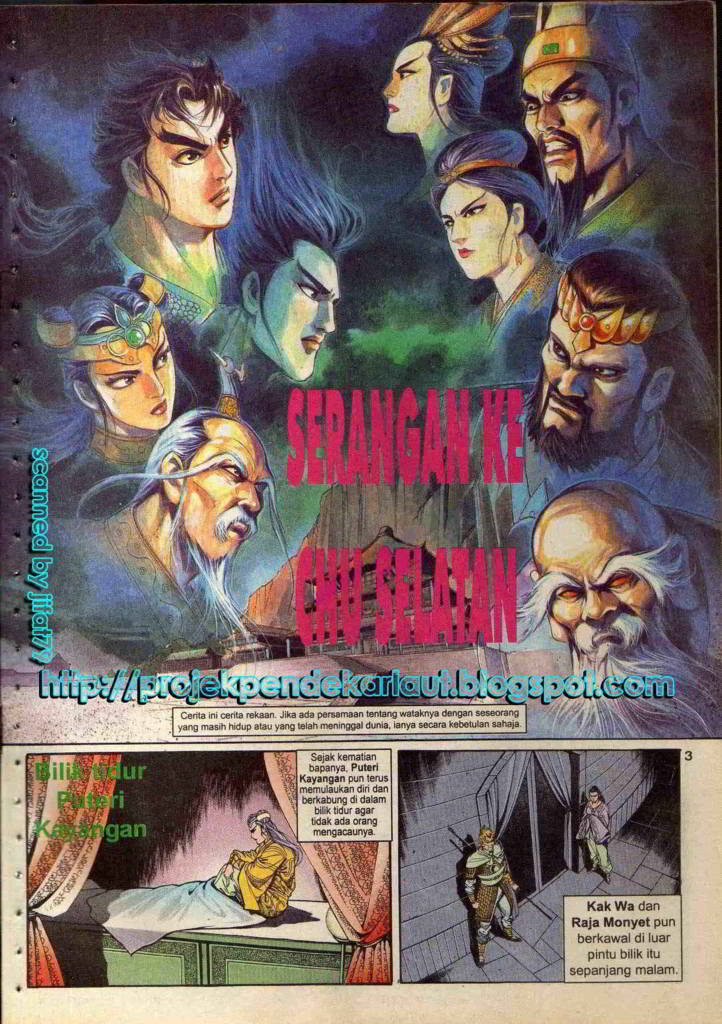 SERANGAN KE
CHU SELATAN
scanned by jifat79
http://projekpendekarlaut.blogspot.com
Cerita ini cerita rekaan. Jika ada persamaan tentang wataknya dengan seseorang
yang masih hidup atau yang telah meninggal dunia, ianya secara kebetulan sahaja.
3
Bilik tidur
Puteri
Kayangan
Sejak kematian
bapanya, Puteri
Kayangan pun terus
memulaukan diri dan
berkabung di dalam
bilik tidur agar
tidak ada orang
mengacaunya.
Kak Wa dan
Raja Monyet pun
berkawal di luar
pintu bilik itu
sepanjang malam.